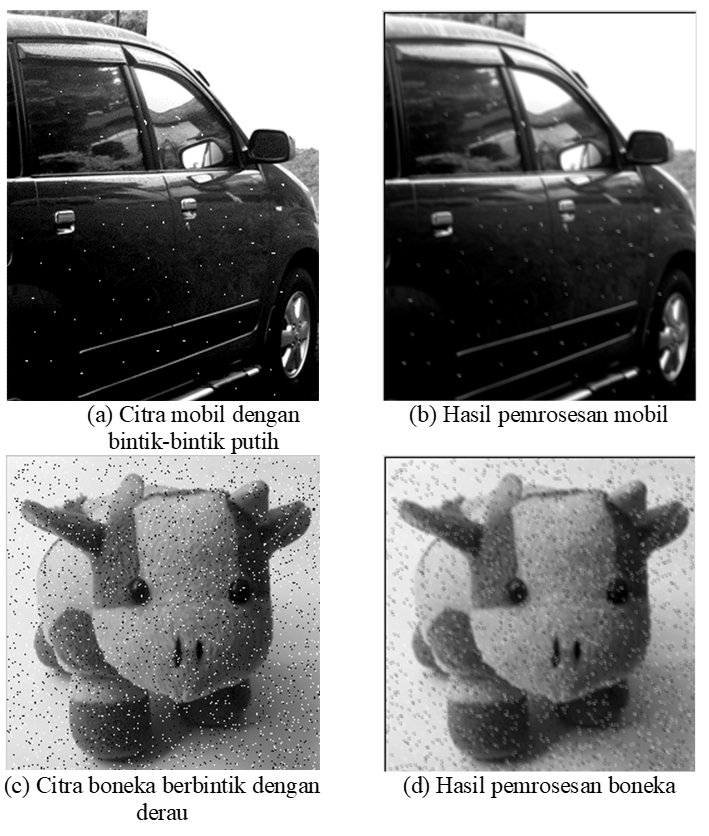 (a) Citra mobil dengan
bintik-bintik putih
(b) Hasil pemrosesan mobil
(c) Citra boneka berbintik dengan
derau
(d) Hasil pemrosesan boneka